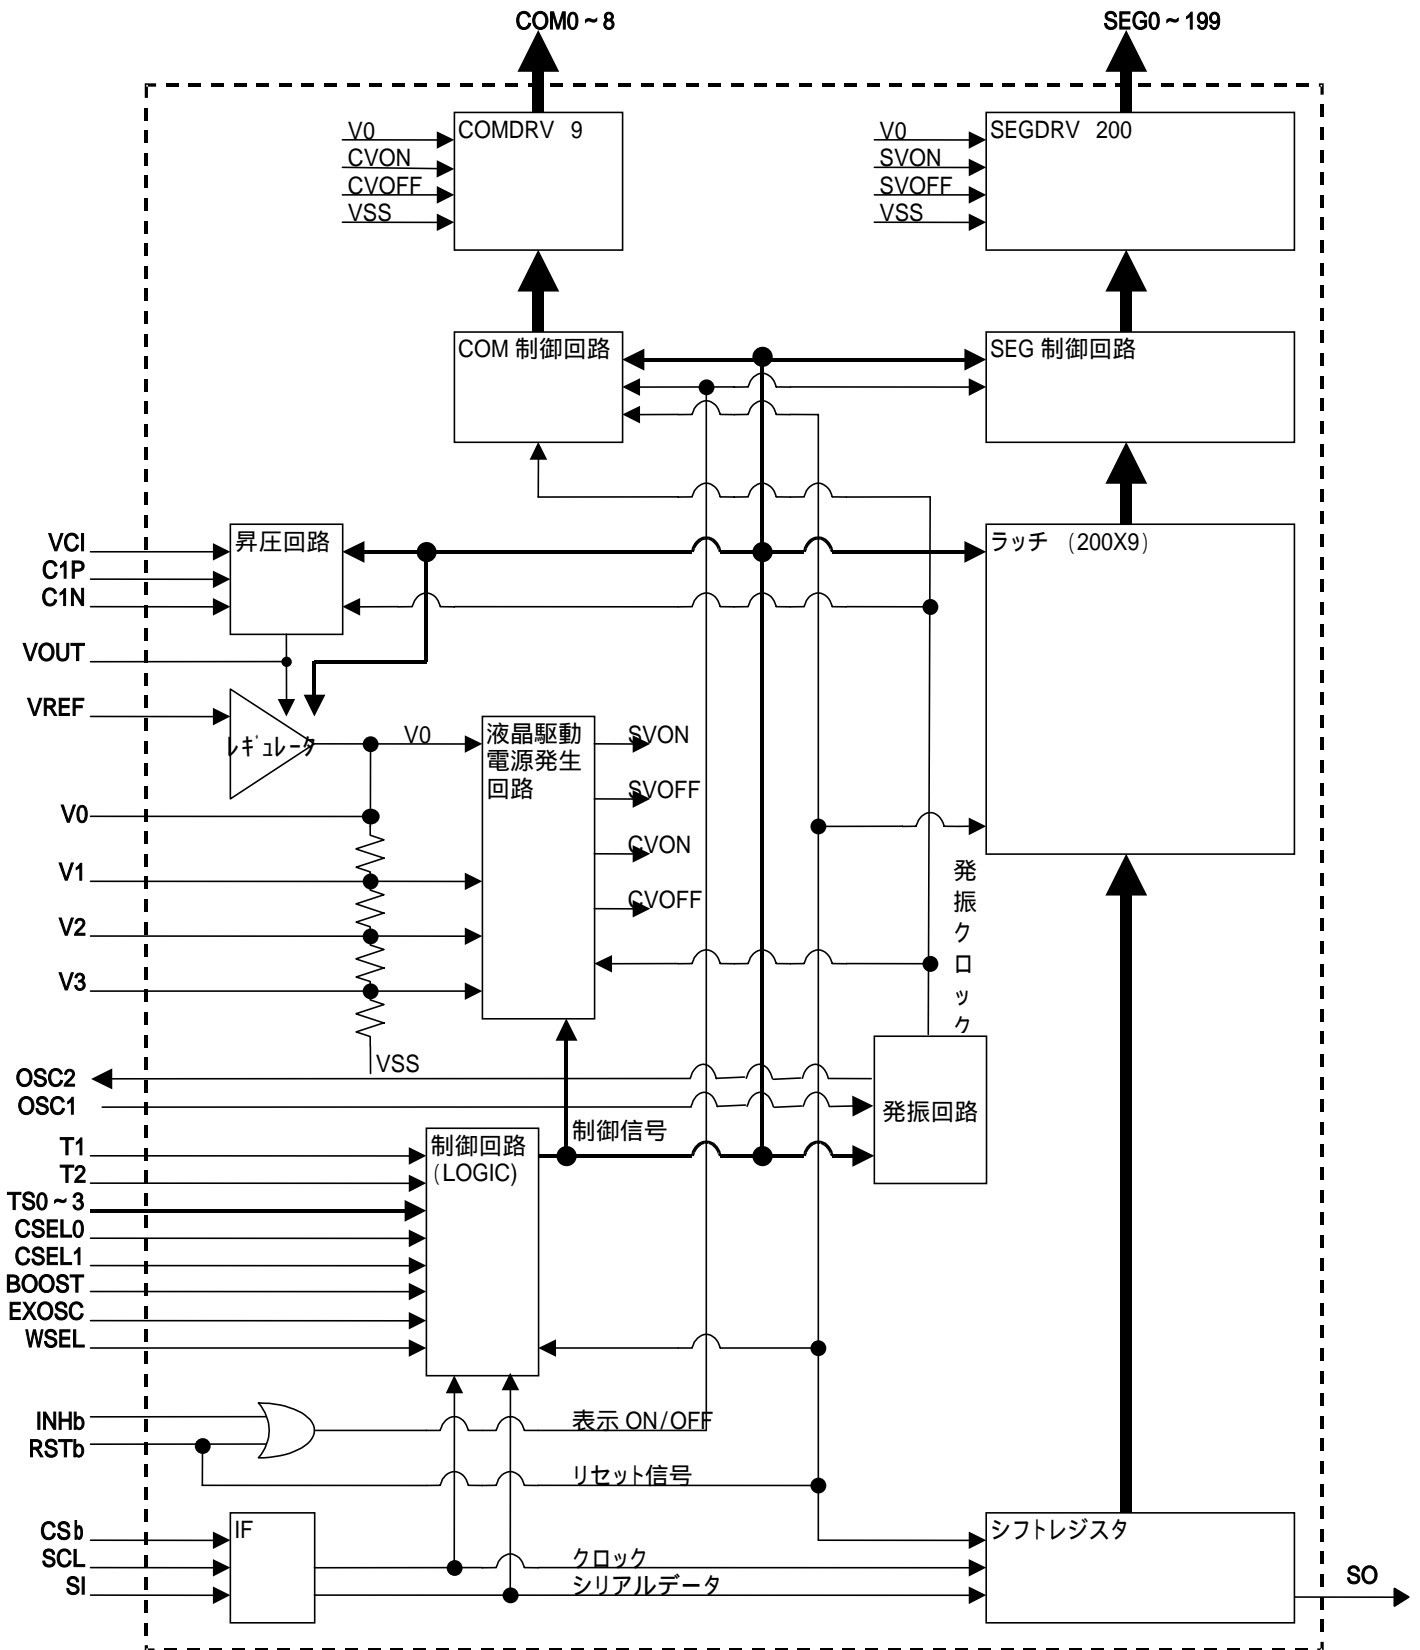 COM0～8
SEG0～199
V0
CVON
CVOFF
VSS
COMDRV 9
V0
SVON
SVOFF
VSS
SEGDRV 200
COM 制御回路
SEG 制御回路
VCI
C1P
C1N
昇圧回路
ラッチ (200X9)
VOUT
VREF
ﾚｷﾞｭﾚｰﾀ
V0
液晶駆動
電源発生
回路
SVON
SVOFF
CVON
CVOFF
V0
V1
V2
V3
VSS
発振クロック
OSC2
OSC1
発振回路
制御信号
T1
T2
TS0～3
CSEL0
CSEL1
BOOST
EXOSC
WSEL
制御回路
(LOGIC)
INHb
RSTb
表示 ON/OFF
リセット信号
CSb
SCL
SI
IF
クロック
シリアルデータ
シフトレジスタ
SO